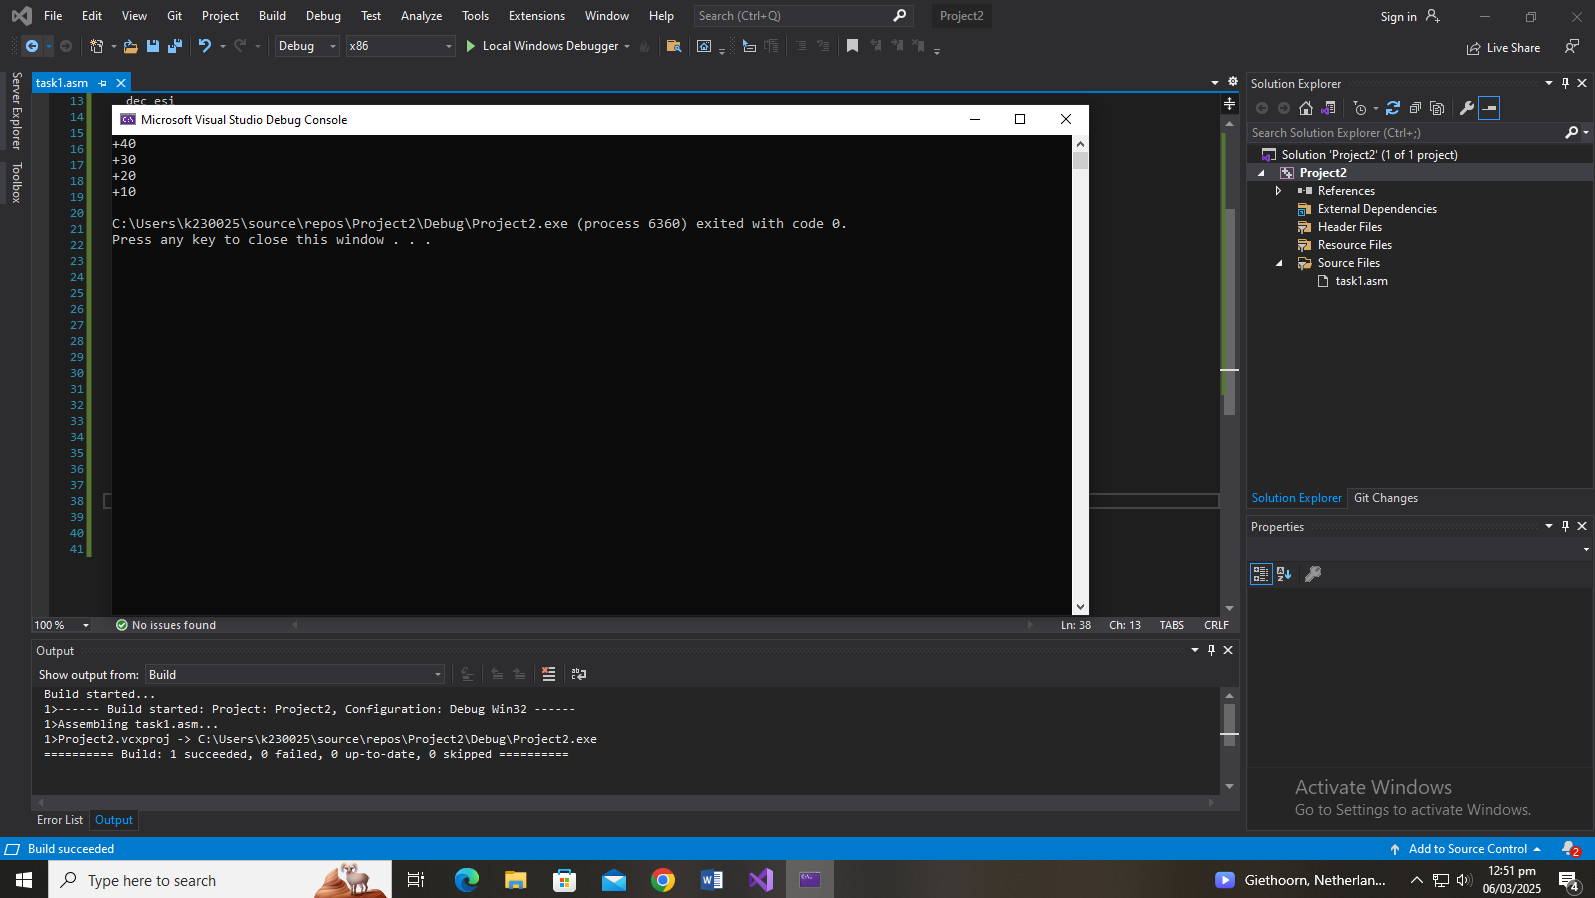 File Edit View Git Project Build Debug Test Analyze Tools Extensions Window Help Search (Ctrl+Q) Project2 Sign in
Debug x86 Local Windows Debugger Live Share
Server Explorer
Toolbox
task1.asm
13 dec esi
14
15
16
17
18
19
20
21
22
23
24
25
26
27
28
29
30
31
32
33
34
35
36
37
38
39
40
41
Microsoft Visual Studio Debug Console
+40
+30
+20
+10
C:\Users\k230025\source\repos\Project2\Debug\Project2.exe (process 6360) exited with code 0.
Press any key to close this window . . .
100 % No issues found Ln: 38 Ch: 13 TABS CRLF
Output
Show output from: Build
Build started...
1>------ Build started: Project: Project2, Configuration: Debug Win32 ------
1>Assembling task1.asm...
1>Project2.vcxproj -> C:\Users\k230025\source\repos\Project2\Debug\Project2.exe
========== Build: 1 succeeded, 0 failed, 0 up-to-date, 0 skipped ==========
Error List Output
Solution Explorer
Search Solution Explorer (Ctrl+;)
Solution 'Project2' (1 of 1 project)
Project2
References
External Dependencies
Header Files
Resource Files
Source Files
task1.asm
Solution Explorer Git Changes
Properties
Activate Windows
Go to Settings to activate Windows.
Build succeeded Add to Source Control 2
Type here to search Giethoorn, Netherlan... 12:51 pm
06/03/2025 4